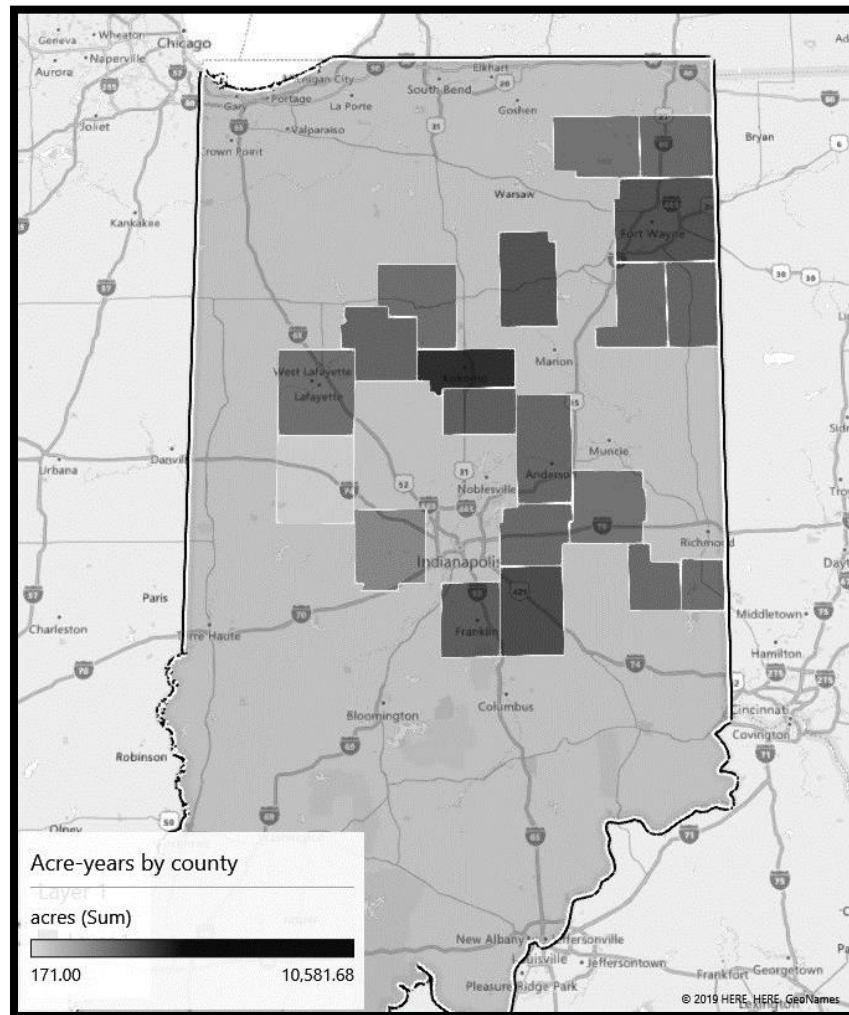 Geneva
Wheaton
Chicago
Naperville
Aurora
Joliet
Gary
Portage
La Porte
Valparaiso
Crown Point
South Bend
Elkhart
Goshen
Bryan
Warsaw
Kankakee
Fort Wayne
Marion
West Lafayette
Lafayette
Kokomo
Urbana
Muncie
Anderson
Noblesville
Indianapolis
Richmond
Paris
Charleston
Terre Haute
Franklin
Middletown
Hamilton
Bloomington
Columbus
Cincinnati
Covington
Robinson
Olney
Acre-years by county
Layer 1
acres (Sum)
171.00
10,581.68
New Albany
Jeffersonville
Louisville
Jeffersontown
Pleasure Ridge Park
Frankfort
Georgetown
Lexington
© 2019 HERE, HERE, GeoNames